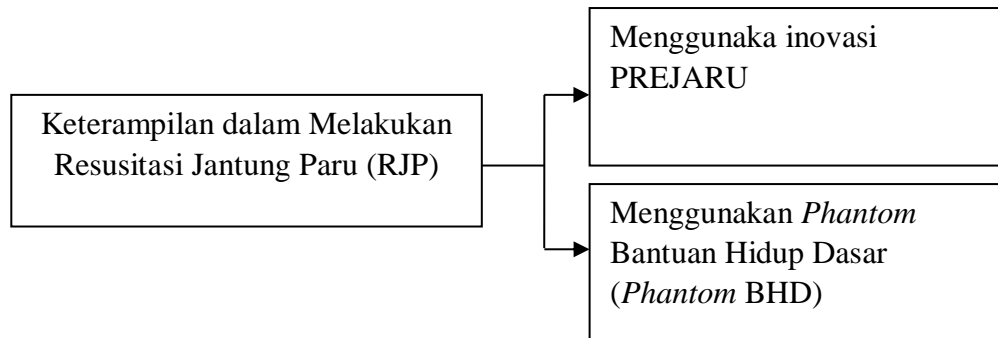 Keterampilan dalam Melakukan
Resusitasi Jantung Paru (RJP)
Menggunaka inovasi
PREJARU
Menggunakan Phantom
Bantuan Hidup Dasar
(Phantom BHD)